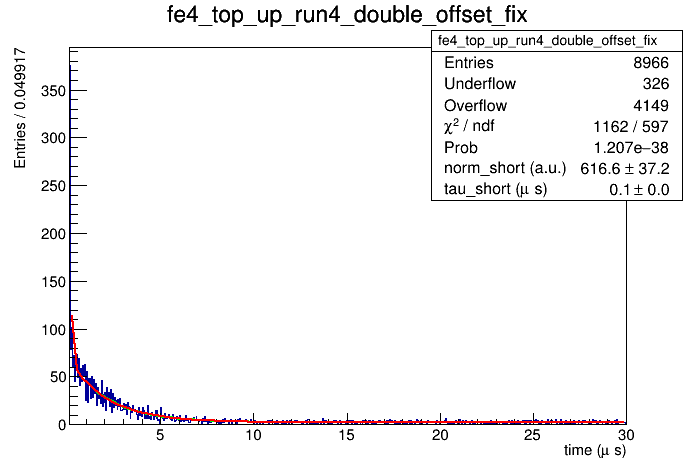 fe4_top_up_run4_double_offset_fix
fe4_top_up_run4_double_offset_fix
Entries 8966
Underflow 326
Overflow 4149
χ² / ndf 1162 / 597
Prob 1.207e−38
norm_short (a.u.) 616.6 ± 37.2
tau_short (μ s) 0.1 ± 0.0
Entries / 0.049917
350
300
250
200
150
100
50
0
5 10 15 20 25 30
time (μ s)